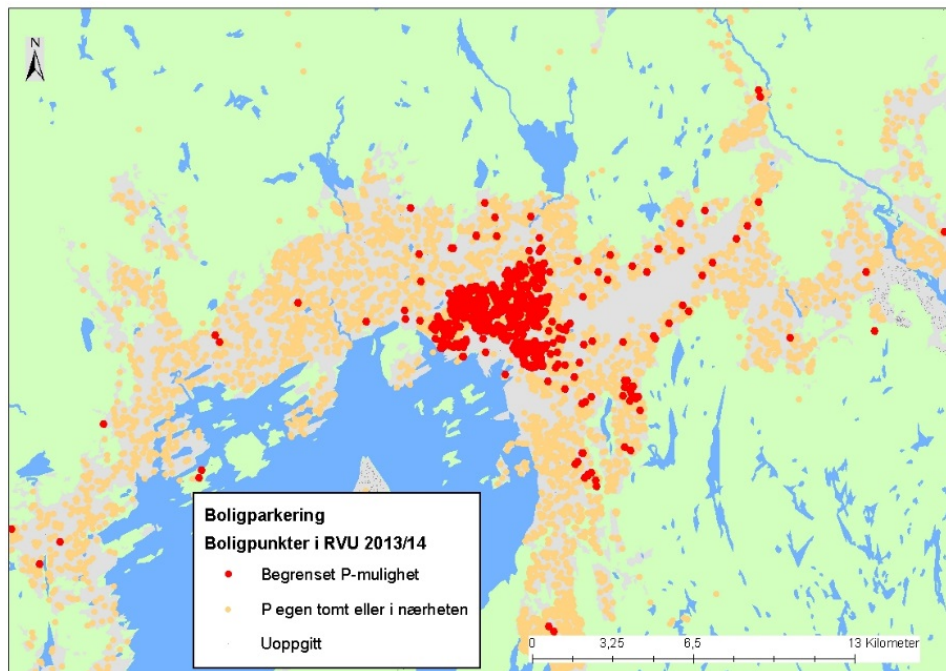 N
Boligparkering
Boligpunkter i RVU 2013/14
Begrenset P-mulighet
P egen tomt eller i nærheten
Uoppgitt
0 3,25 6,5 13 Kilometer